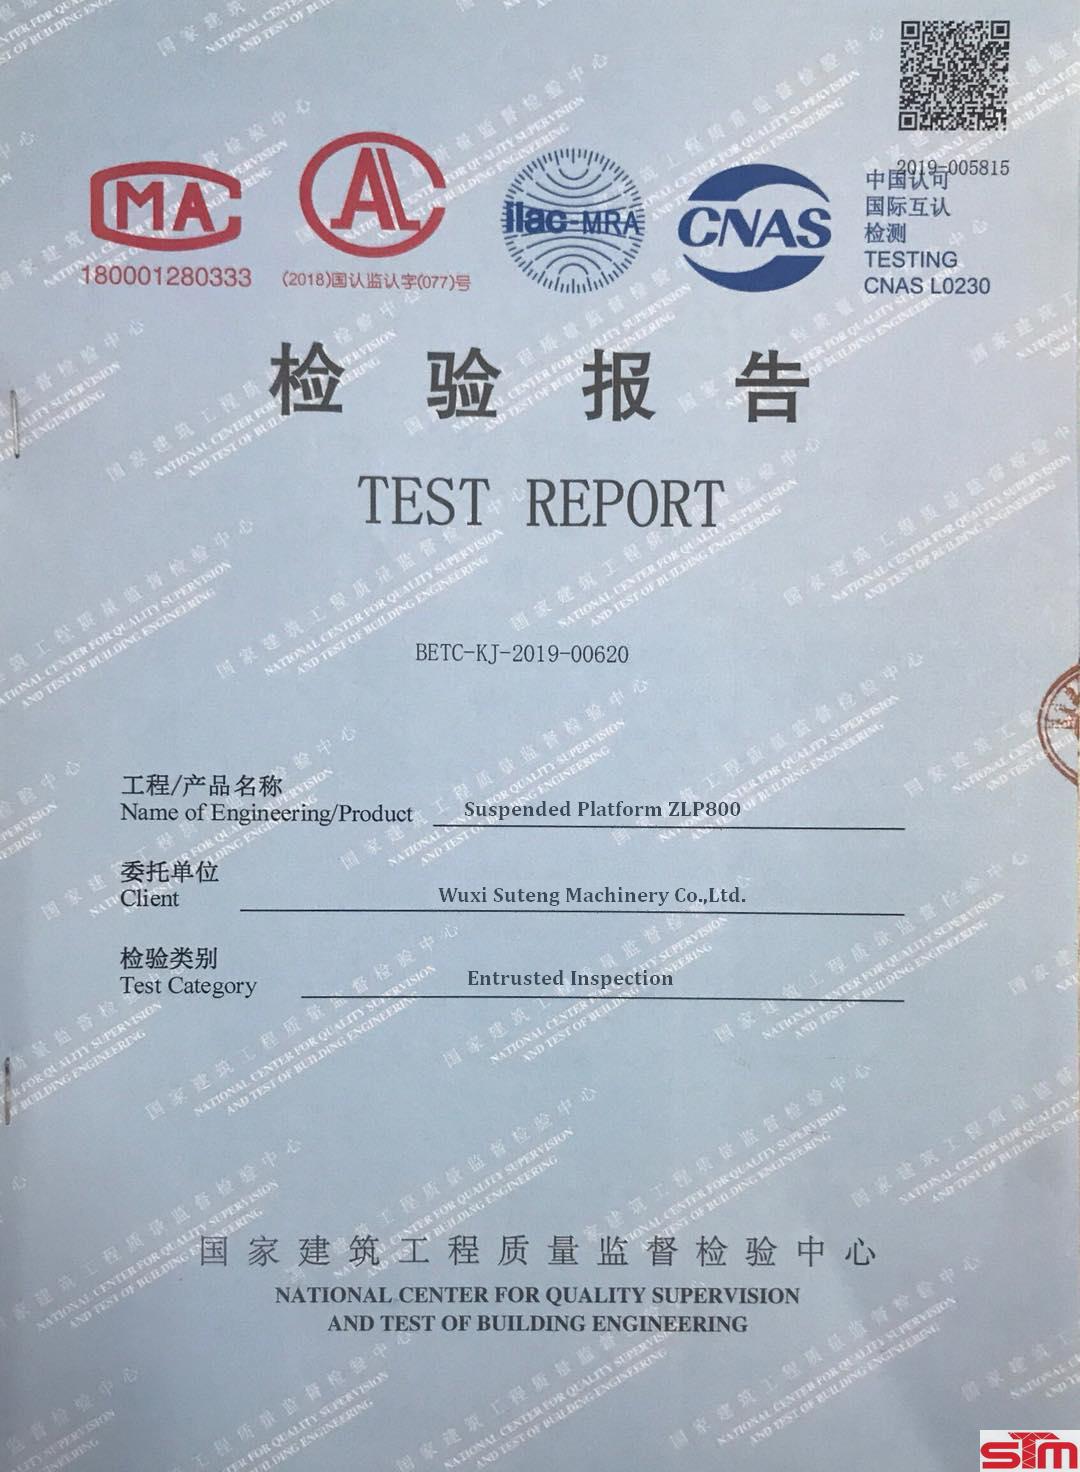 2019-005815
CMA
180001280333
CAL
(2018)国认监认字(077)号
ilac-MRA
CNAS
中国认可
国际互认
检测
TESTING
CNAS L0230
检验报告
TEST REPORT
BETC-KJ-2019-00620
工程/产品名称
Name of Engineering/Product
Suspended Platform ZLP800
委托单位
Client
Wuxi Suteng Machinery Co.,Ltd.
检验类别
Test Category
Entrusted Inspection
国家建筑工程质量监督检验中心
NATIONAL CENTER FOR QUALITY SUPERVISION
AND TEST OF BUILDING ENGINEERING
STM